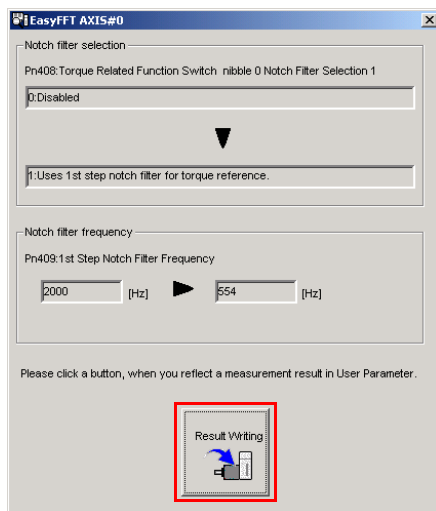 EasyFFT AXIS#0
Notch filter selection
Pn408:Torque Related Function Switch nibble 0 Notch Filter Selection 1
0:Disabled
1:Uses 1st step notch filter for torque reference.
Notch filter frequency
Pn409:1st Step Notch Filter Frequency
2000 [Hz] 554 [Hz]
Please click a button, when you reflect a measurement result in User Parameter.
Result Writing